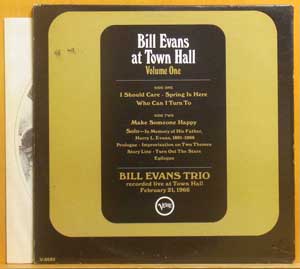 Bill Evans
at Town Hall
Volume One
SIDE ONE
I Should Care · Spring Is Here
Who Can I Turn To
SIDE TWO
Make Someone Happy
Solo—In Memory of His Father,
Harry L. Evans, 1891-1966
Prologue · Improvisation on Two Themes
Story Line · Turn Out The Stars
Epilogue
BILL EVANS TRIO
recorded live at Town Hall
February 21, 1966
Verve